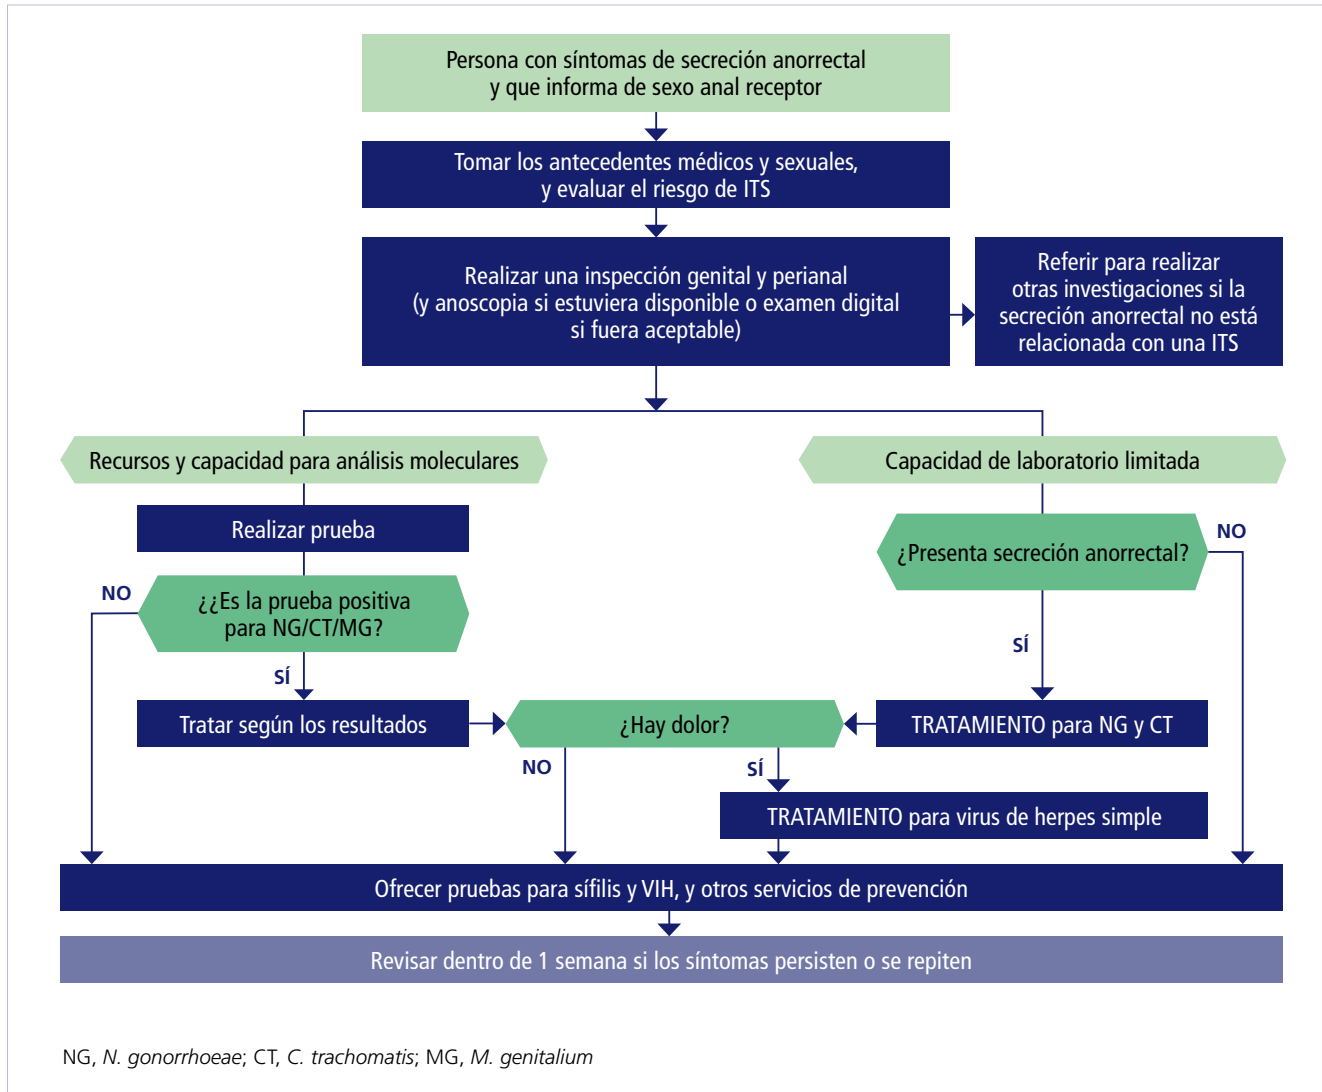 Persona con síntomas de secreción anorrectal
y que informa de sexo anal receptor
Tomar los antecedentes médicos y sexuales,
y evaluar el riesgo de ITS
Realizar una inspección genital y perianal
(y anoscopia si estuviera disponible o examen digital
si fuera aceptable)
Referir para realizar
otras investigaciones si la
secreción anorrectal no está
relacionada con una ITS
Recursos y capacidad para análisis moleculares
Capacidad de laboratorio limitada
Realizar prueba
¿Presenta secreción anorrectal?
NO
¿¿Es la prueba positiva
para NG/CT/MG?
NO
SÍ
SÍ
Tratar según los resultados
¿Hay dolor?
TRATAMIENTO para NG y CT
NO
SÍ
TRATAMIENTO para virus de herpes simple
Ofrecer pruebas para sífilis y VIH, y otros servicios de prevención
Revisar dentro de 1 semana si los síntomas persisten o se repiten
NG, N. gonorrhoeae; CT, C. trachomatis; MG, M. genitalium